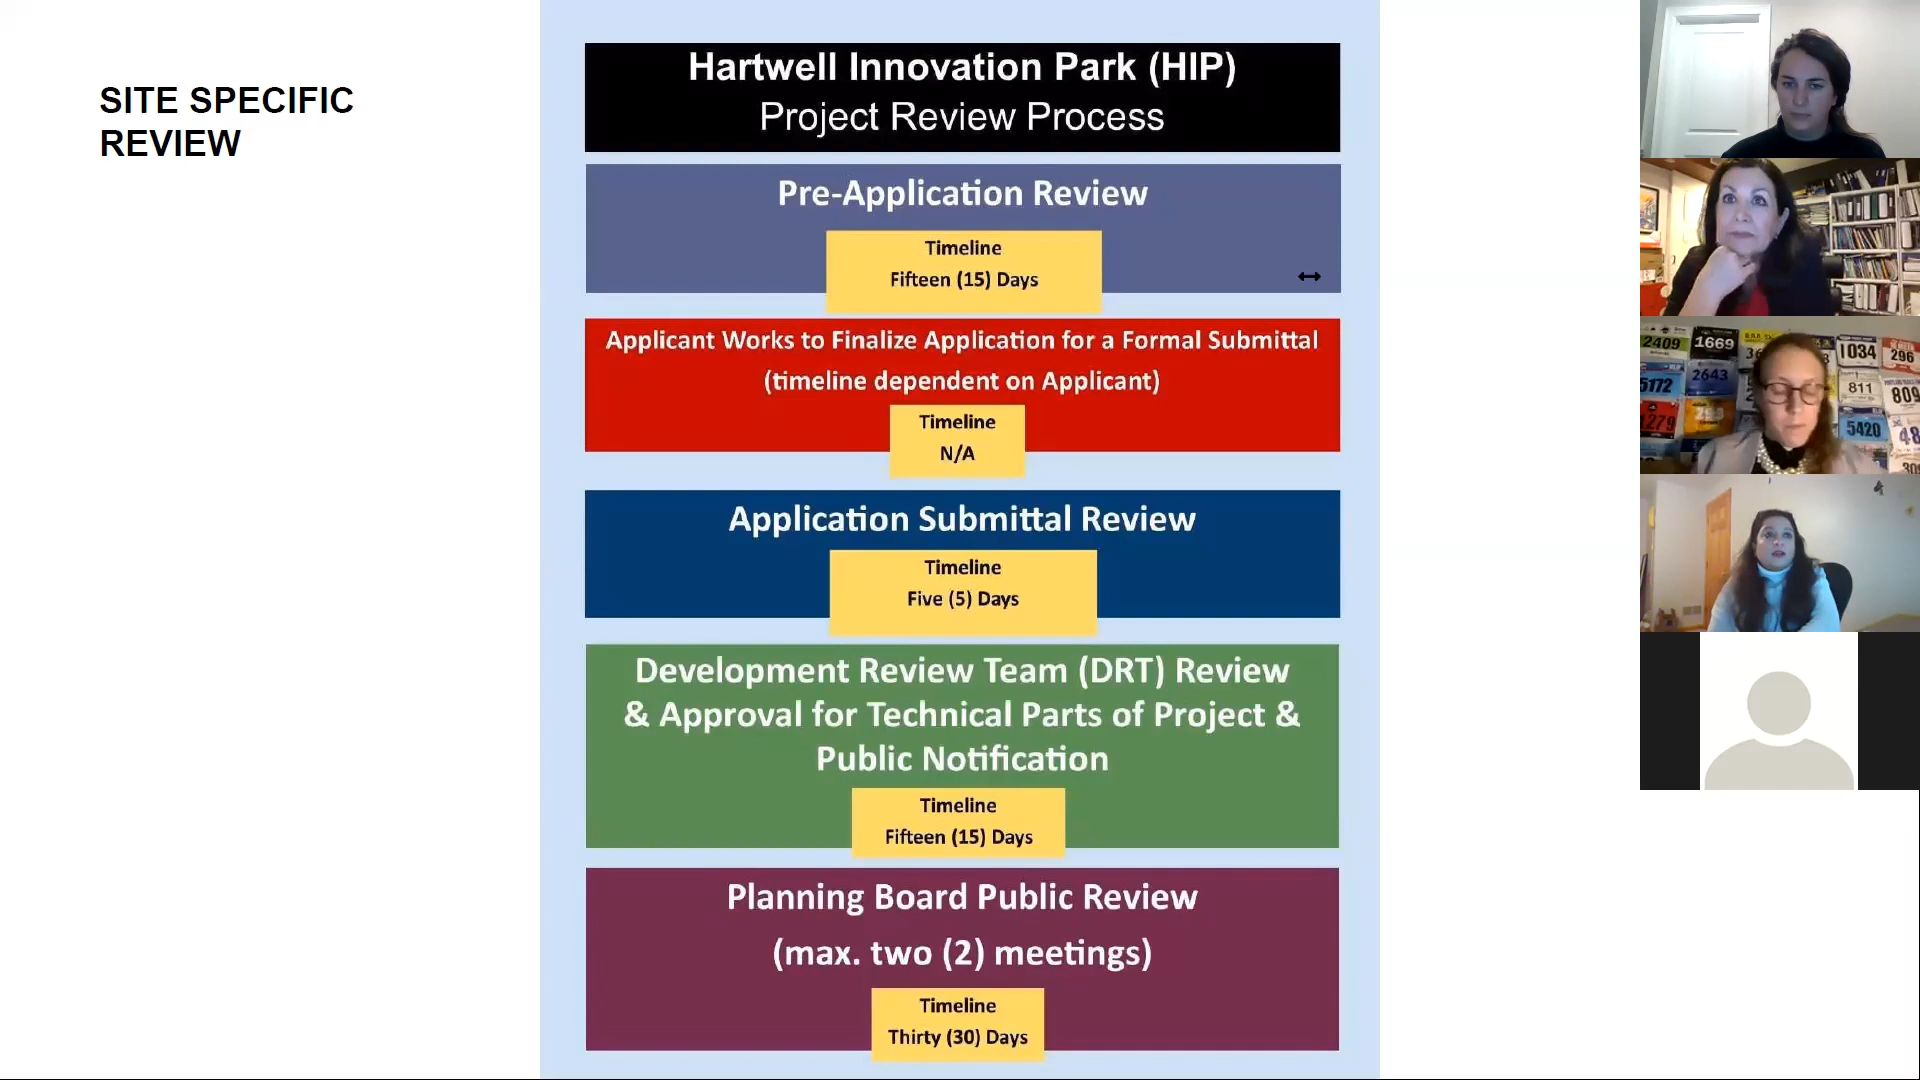 SITE SPECIFIC
REVIEW
Hartwell Innovation Park (HIP)
Project Review Process
Pre-Application Review
Timeline
Fifteen (15) Days
Applicant Works to Finalize Application for a Formal Submittal
(timeline dependent on Applicant)
Timeline
N/A
Application Submittal Review
Timeline
Five (5) Days
Development Review Team (DRT) Review
& Approval for Technical Parts of Project &
Public Notification
Timeline
Fifteen (15) Days
Planning Board Public Review
(max. two (2) meetings)
Timeline
Thirty (30) Days
2409
1669
1034
296
5172
2643
811
809
1279
5420